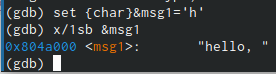 (gdb) set {char}&msg1='h'
(gdb) x/1sb &msg1
0x804a000 <msg1>:        "hello, "
(gdb)